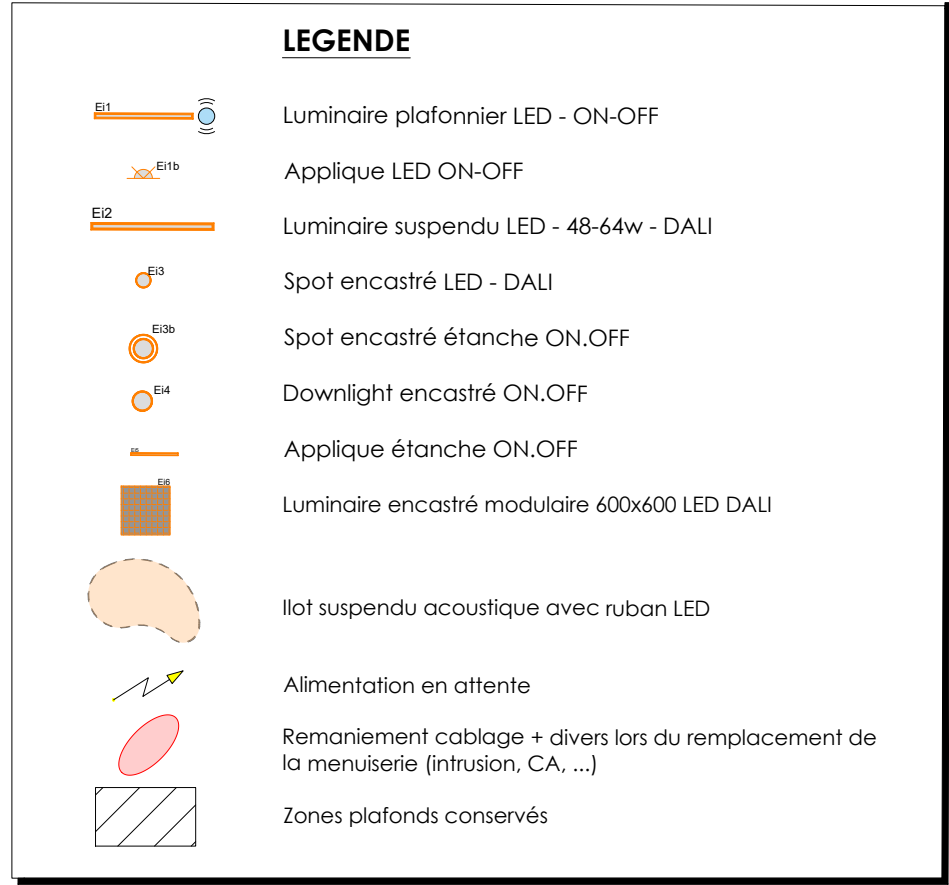 LEGENDE
Ei1
Luminaire plafonnier LED - ON-OFF
Ei1b
Applique LED ON-OFF
Ei2
Luminaire suspendu LED - 48-64w - DALI
Ei3
Spot encastré LED - DALI
Ei3b
Spot encastré étanche ON.OFF
Ei4
Downlight encastré ON.OFF
Applique étanche ON.OFF
Ei6
Luminaire encastré modulaire 600x600 LED DALI
Ilot suspendu acoustique avec ruban LED
Alimentation en attente
Remaniement cablage + divers lors du remplacement de
la menuiserie (intrusion, CA, ...)
Zones plafonds conservés